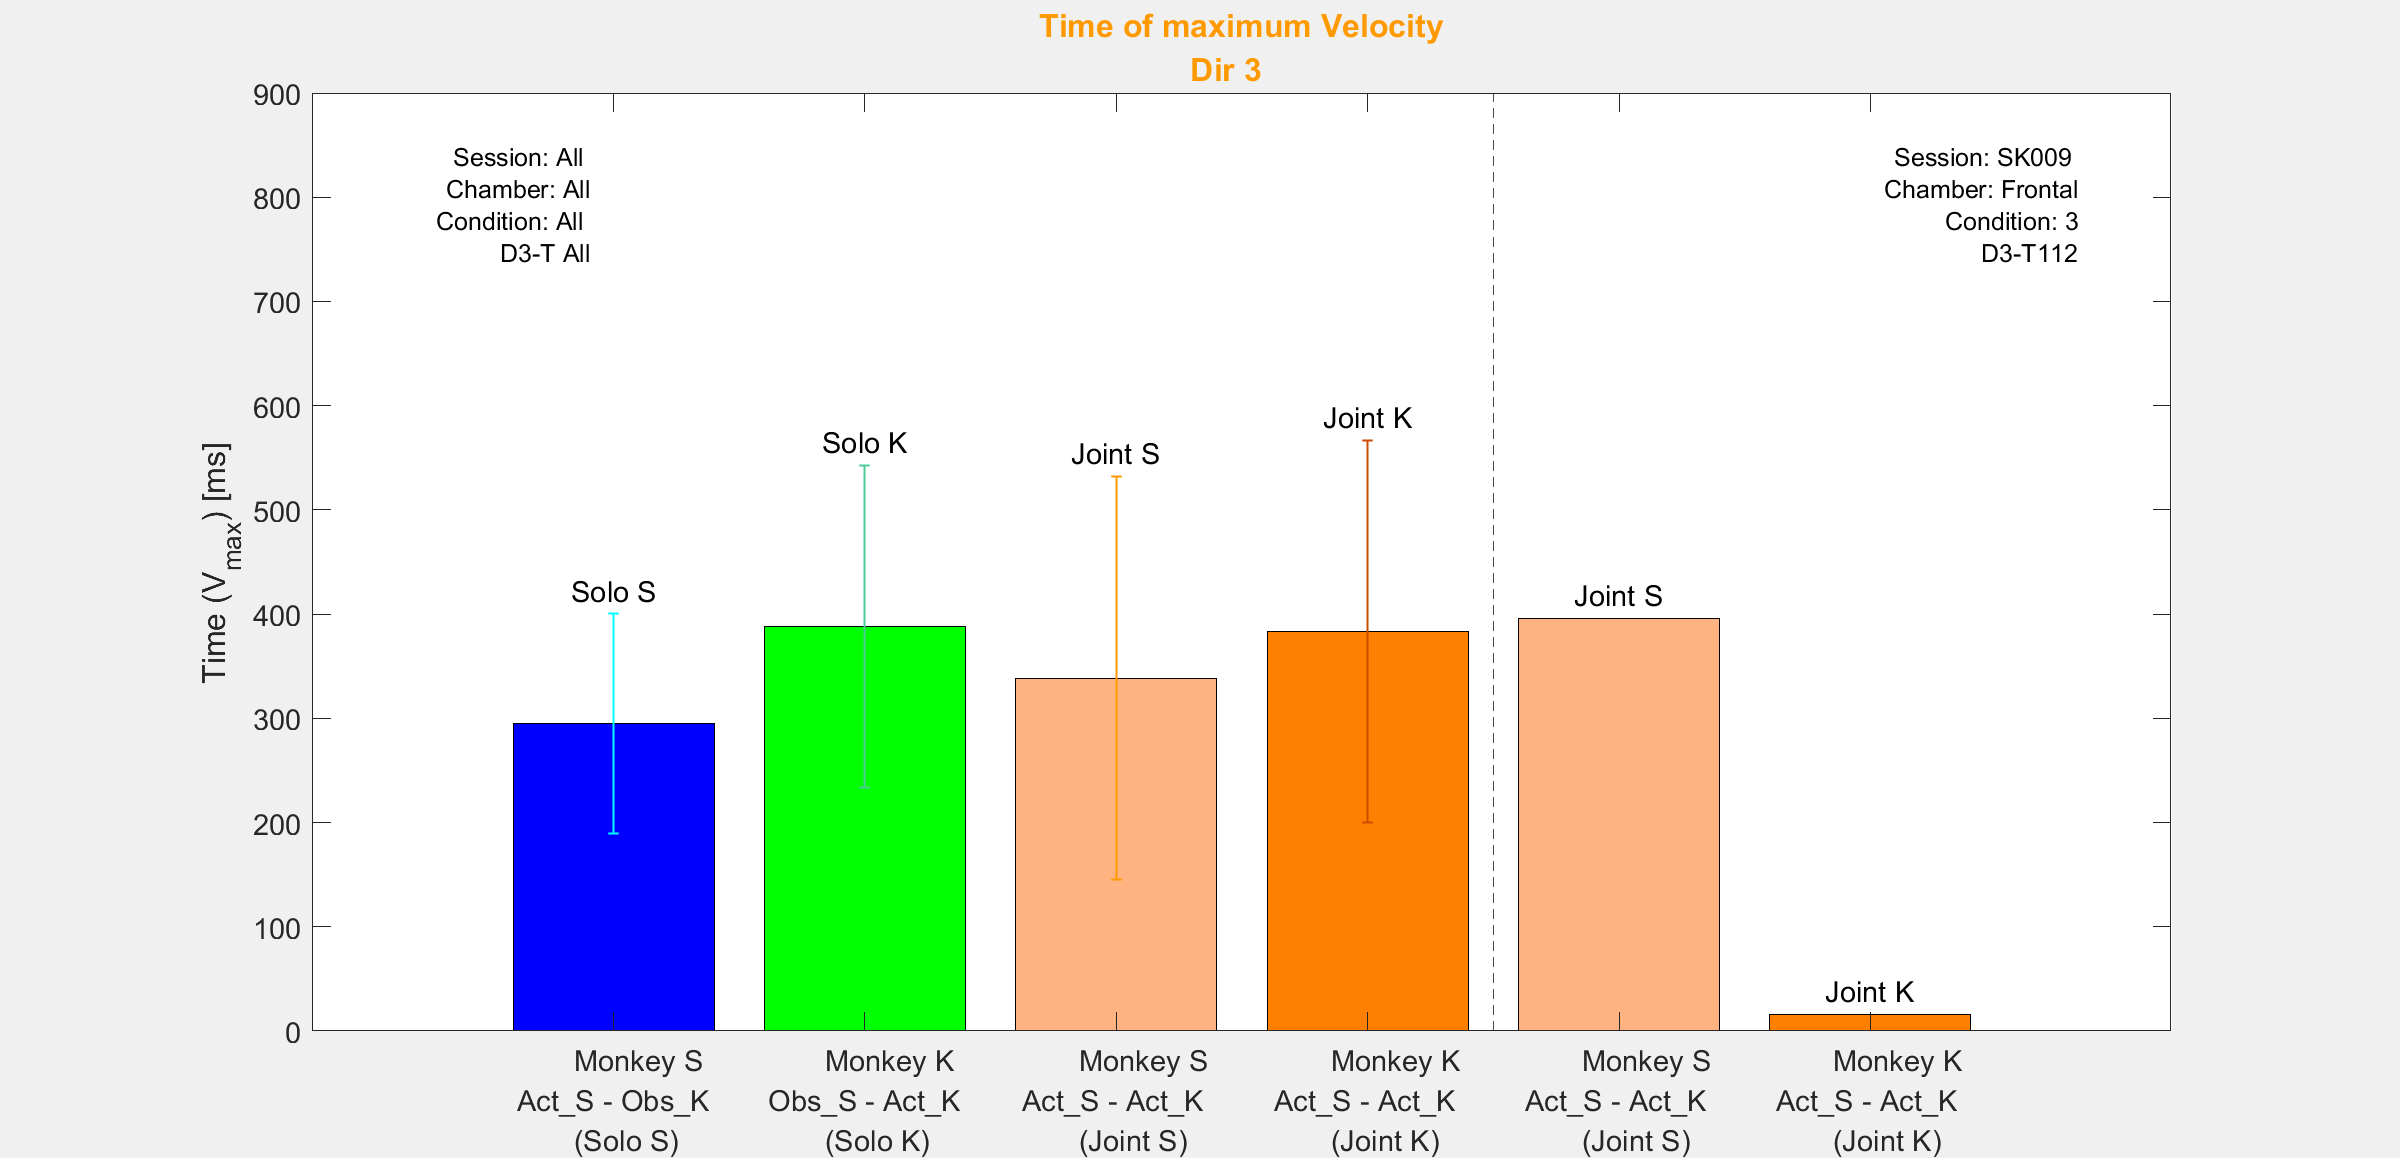 Time of maximum Velocity
Dir 3
900
800
700
600
500
400
300
200
100
0
Time (Vmax) [ms]
Session: All
Chamber: All
Condition: All
D3-T All
Session: SK009
Chamber: Frontal
Condition: 3
D3-T112
Solo S
Solo K
Joint S
Joint K
Joint S
Joint K
Monkey S
Act_S - Obs_K
(Solo S)
Monkey K
Obs_S - Act_K
(Solo K)
Monkey S
Act_S - Act_K
(Joint S)
Monkey K
Act_S - Act_K
(Joint K)
Monkey S
Act_S - Act_K
(Joint S)
Monkey K
Act_S - Act_K
(Joint K)